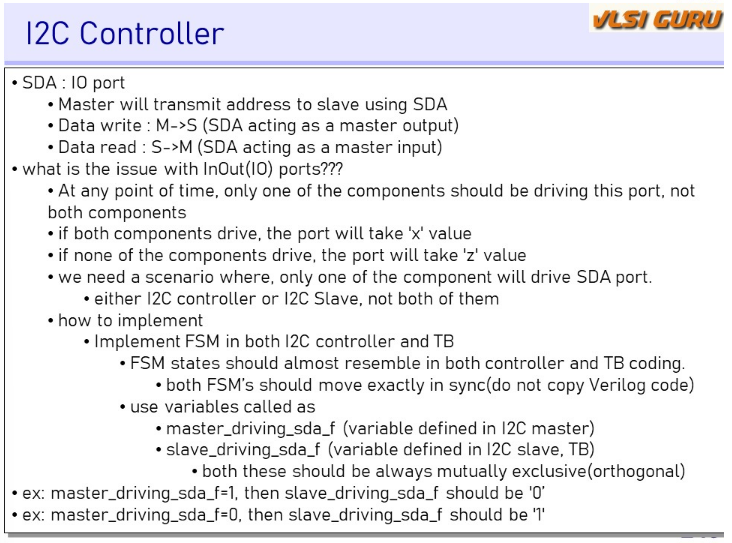 I2C Controller
VLSI GURU
• SDA : IO port
• Master will transmit address to slave using SDA
• Data write : M->S (SDA acting as a master output)
• Data read : S->M (SDA acting as a master input)
• what is the issue with InOut(IO) ports???
• At any point of time, only one of the components should be driving this port, not
both components
• if both components drive, the port will take 'x' value
• if none of the components drive, the port will take 'z' value
• we need a scenario where, only one of the component will drive SDA port.
• either I2C controller or I2C Slave, not both of them
• how to implement
• Implement FSM in both I2C controller and TB
• FSM states should almost resemble in both controller and TB coding.
• both FSM's should move exactly in sync(do not copy Verilog code)
• use variables called as
• master_driving_sda_f (variable defined in I2C master)
• slave_driving_sda_f (variable defined in I2C slave, TB)
• both these should be always mutually exclusive(orthogonal)
• ex: master_driving_sda_f=1, then slave_driving_sda_f should be '0'
• ex: master_driving_sda_f=0, then slave_driving_sda_f should be '1'